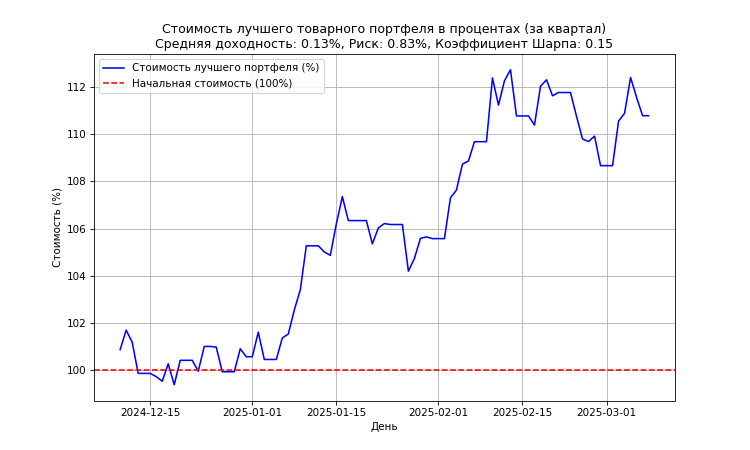 Стоимость лучшего товарного портфеля в процентах (за квартал)
Средняя доходность: 0.13%, Риск: 0.83%, Коэффициент Шарпа: 0.15
Стоимость лучшего портфеля (%)
Начальная стоимость (100%)
Стоимость (%)
112
110
108
106
104
102
100
2024-12-15
2025-01-01
2025-01-15
2025-02-01
2025-02-15
2025-03-01
День